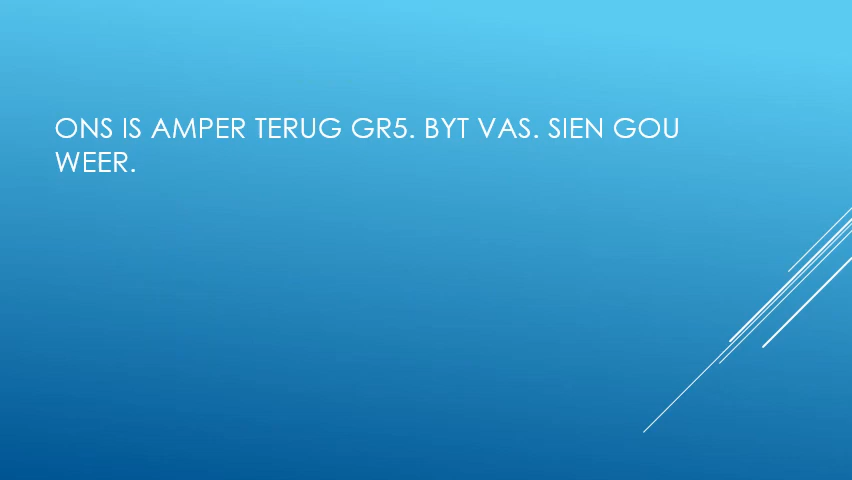 ONS IS AMPER TERUG GR5. BYT VAS. SIEN GOU
WEER.